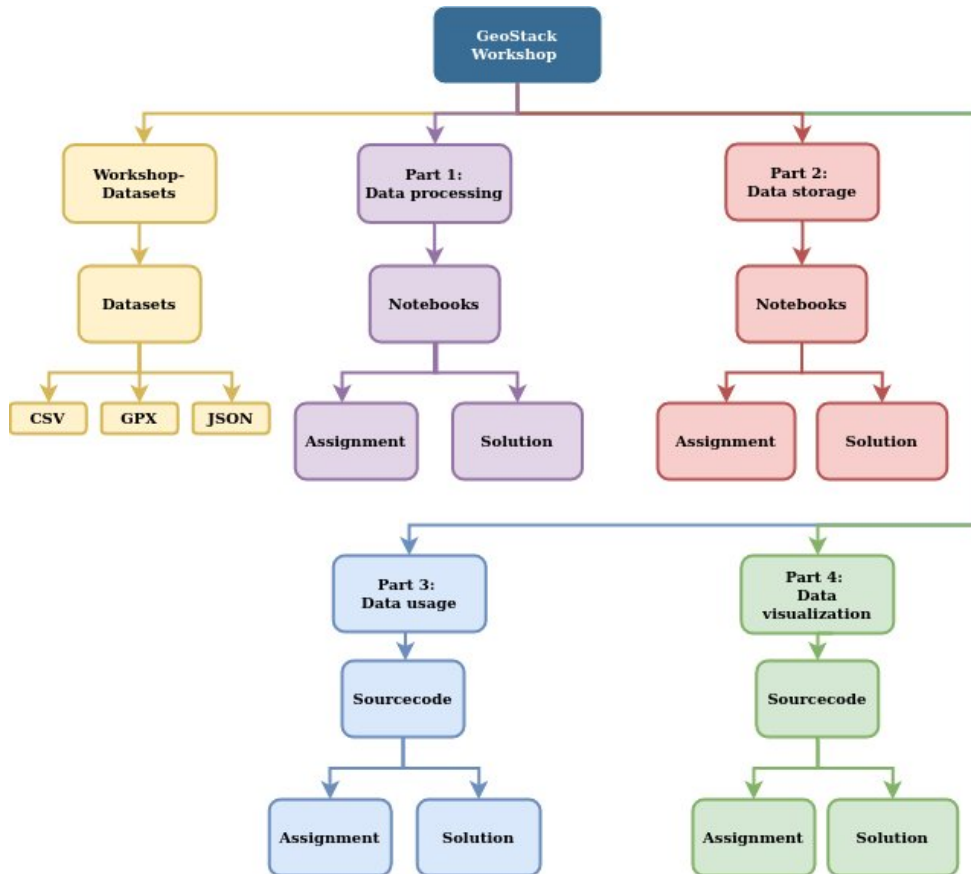 GeoStack
Workshop
Workshop-
Datasets
Part 1:
Data processing
Part 2:
Data storage
Datasets
Notebooks
Notebooks
CSV
GPX
JSON
Assignment
Solution
Assignment
Solution
Part 3:
Data usage
Part 4:
Data
visualization
Sourcecode
Sourcecode
Assignment
Solution
Assignment
Solution